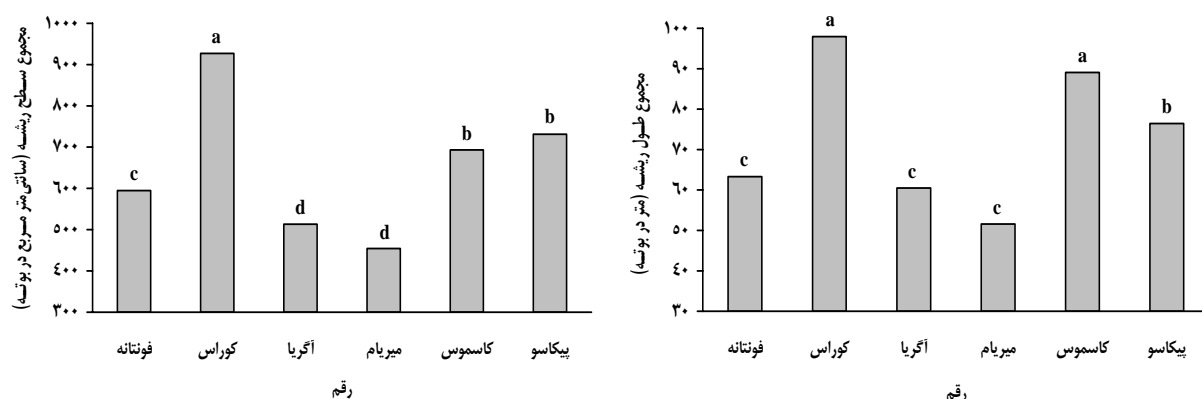 مجموع سطح ریشه (سانتی‌متر مربع در بوته)
۱۰۰۰
۹۰۰
۸۰۰
۷۰۰
۶۰۰
۵۰۰
۴۰۰
۳۰۰
c
a
d
d
b
b
فونتانه کوراس آگریا میریام کاسموس پیکاسو
رقم
مجموع طول ریشه (متر در بوته)
۱۰۰
۹۰
۸۰
۷۰
۶۰
۵۰
۴۰
۳۰
c
a
c
c
a
b
فونتانه کوراس آگریا میریام کاسموس پیکاسو
رقم